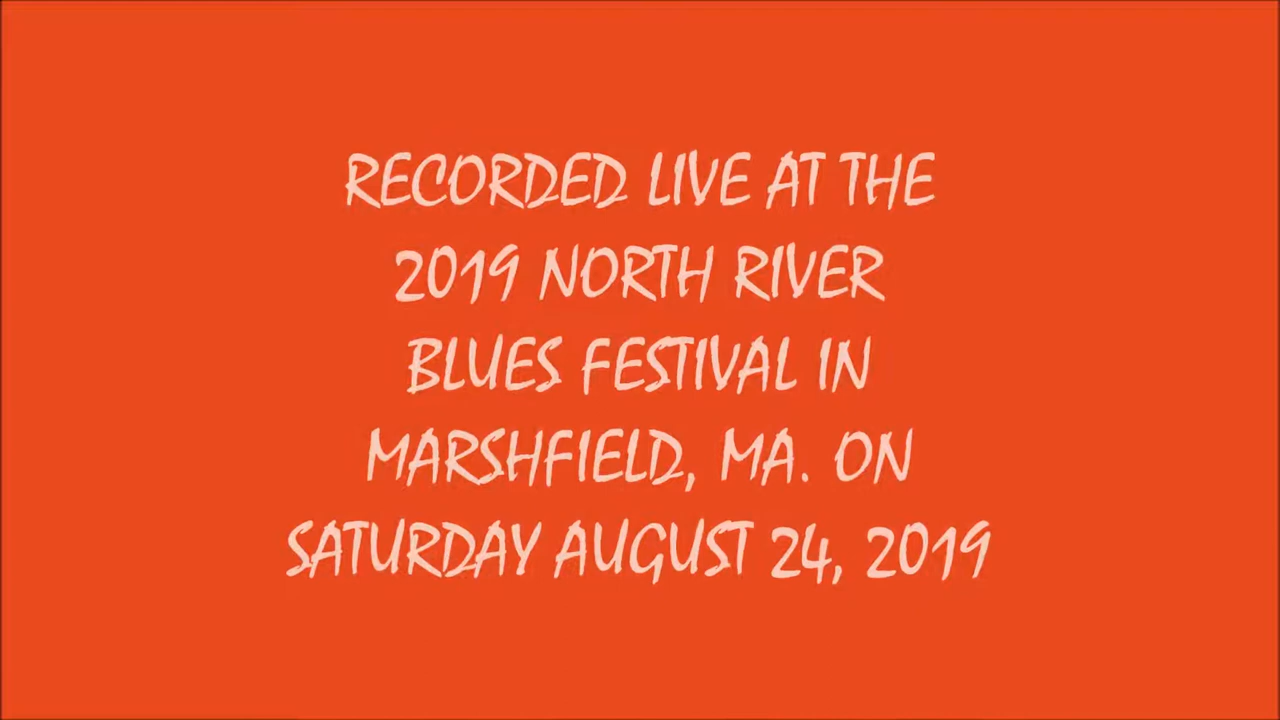 RECORDED LIVE AT THE
2019 NORTH RIVER
BLUES FESTIVAL IN
MARSHFIELD, MA. ON
SATURDAY AUGUST 24, 2019